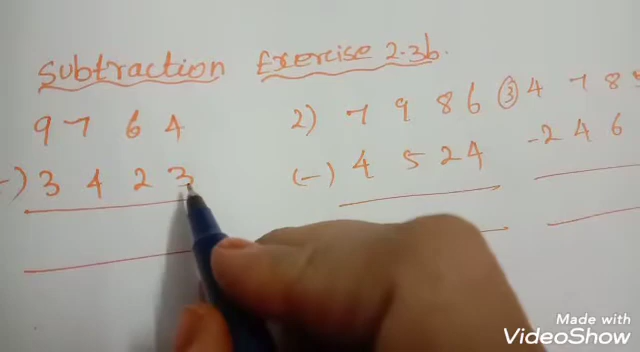 Subtraction Exercise 2.3b.
9 7 6 4
-) 3 4 2 3
2) 7 9 8 6
(-) 4 5 2 4
③ 4 7 8
-2 4 6
Made with
VideoShow